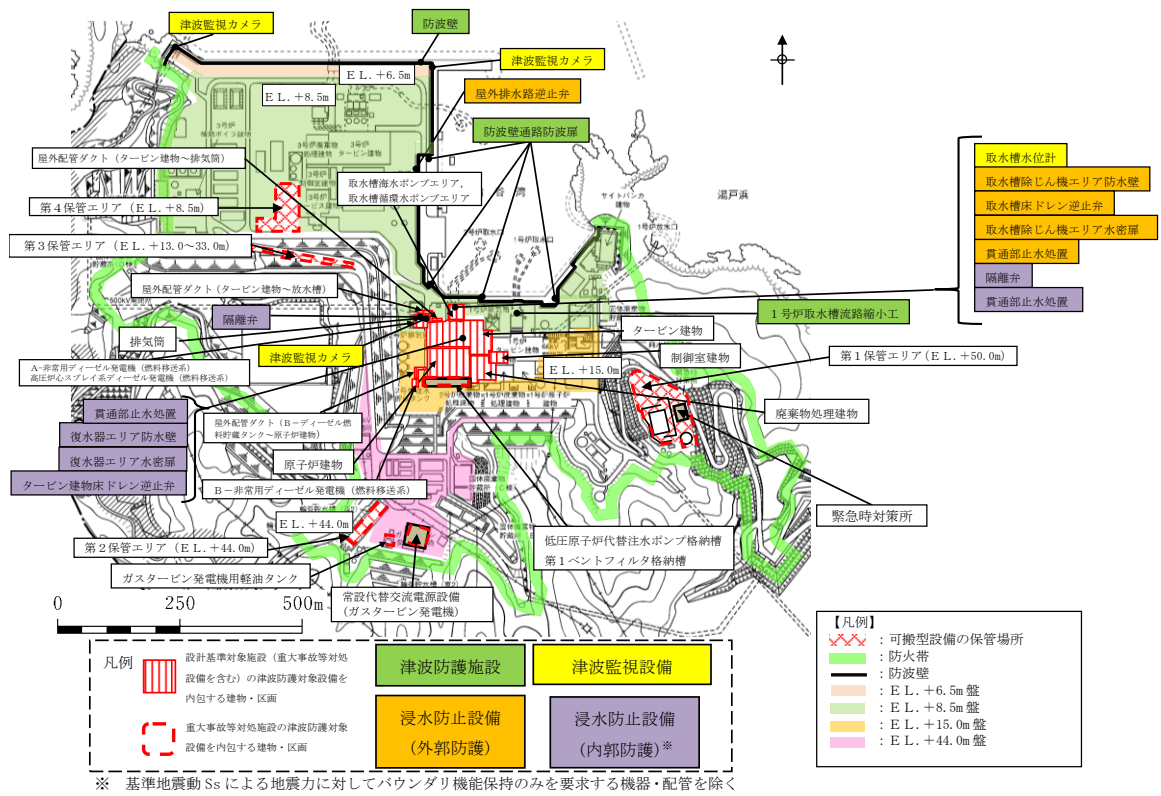 津波監視カメラ
防波壁
津波監視カメラ
EL.+6.5m
EL.+8.5m
屋外排水路逆止弁
防波壁通路防波扉
屋外配管ダクト(タービン建物~排気筒)
取水槽海水ポンプエリア,
取水槽循環水ポンプエリア
第4保管エリア(EL.+8.5m)
第3保管エリア(EL.+13.0~33.0m)
屋外配管ダクト(タービン建物~放水槽)
隔離弁
排気筒
津波監視カメラ
A-非常用ディーゼル発電機(燃料移送系)
高圧炉心スプレイ系ディーゼル発電機(燃料移送系)
貫通部止水処置
復水器エリア防水壁
復水器エリア水密扉
タービン建物床ドレン逆止弁
屋外配管ダクト(B-ディーゼル燃
料貯蔵タンク~原子炉建物)
原子炉建物
B-非常用ディーゼル発電機(燃料移送系)
EL.+44.0m
第2保管エリア(EL.+44.0m)
ガスタービン発電機用軽油タンク
常設代替交流電源設備
(ガスタービン発電機)
低圧原子炉代替注水ポンプ格納槽
第1ベントフィルタ格納槽
緊急時対策所
廃棄物処理建物
第1保管エリア(EL.+50.0m)
制御室建物
タービン建物
EL.+15.0m
1号炉取水槽流路縮小工
取水槽水位計
取水槽除じん機エリア防水壁
取水槽床ドレン逆止弁
取水槽除じん機エリア水密扉
貫通部止水処置
隔離弁
貫通部止水処置
湯戸浜
サイトバンカ
建物
1号炉放水口
1号炉取水口
3号炉
タービン建物
0 250 500m
凡例
設計基準対象施設(重大事故等対処
設備を含む)の津波防護対象設備を
内包する建物・区画
重大事故等対処施設の津波防護対象
設備を内包する建物・区画
津波防護施設
津波監視設備
浸水防止設備
(外郭防護)
浸水防止設備
(内郭防護)※
【凡例】
:可搬型設備の保管場所
:防火帯
:防波壁
:EL.+6.5m盤
:EL.+8.5m盤
:EL.+15.0m盤
:EL.+44.0m盤
※ 基準地震動Ssによる地震力に対してバウンダリ機能保持のみを要求する機器・配管を除く